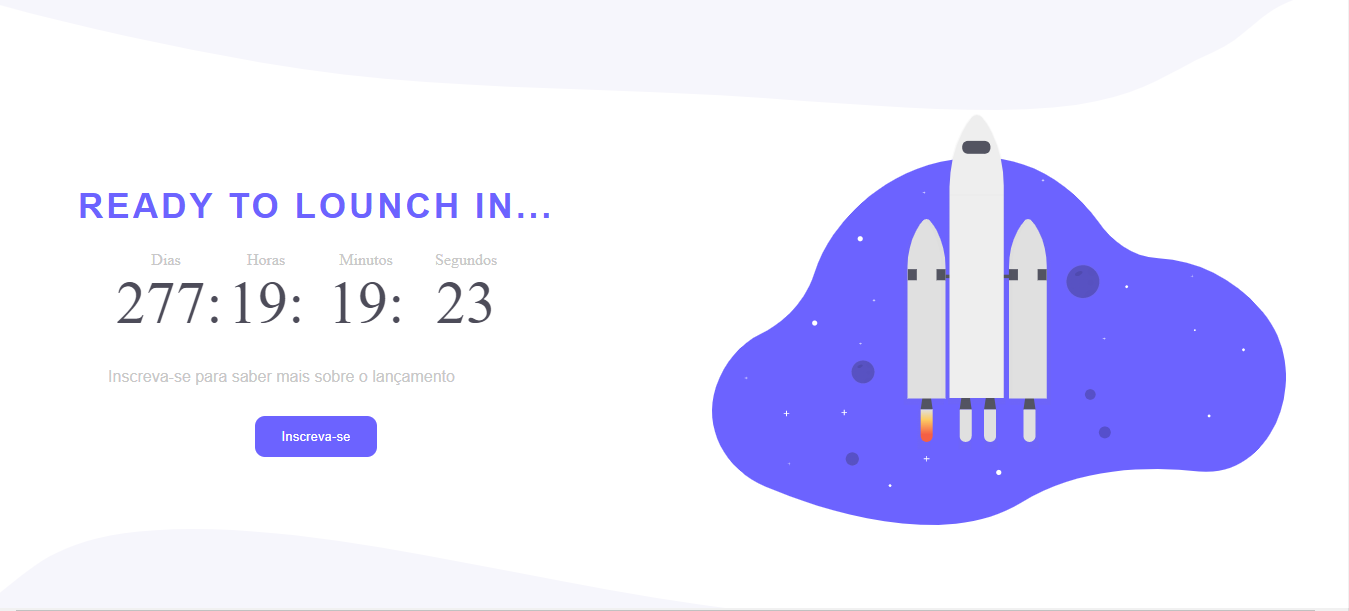 READY TO LOUNCH IN...
Dias Horas Minutos Segundos
277: 19: 19: 23
Inscreva-se para saber mais sobre o lançamento
Inscreva-se